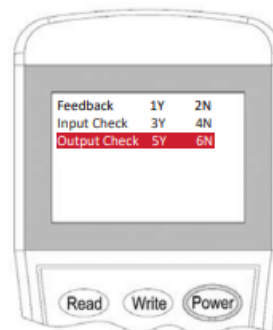 Feedback 1Y 2N
Input Check 3Y 4N
Output Check 5Y 6N
Read Write Power